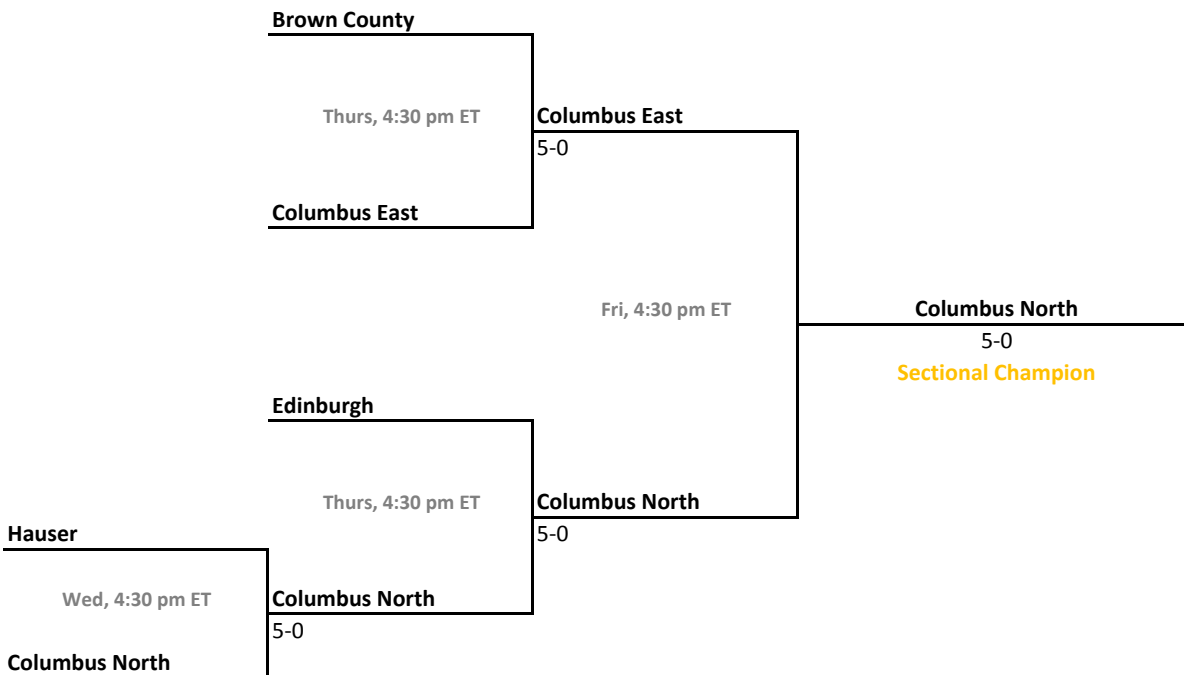 Brown County
Thurs, 4:30 pm ET
Columbus East
5-0
Columbus East
Fri, 4:30 pm ET
Columbus North
5-0
Sectional Champion
Edinburgh
Thurs, 4:30 pm ET
Columbus North
5-0
Hauser
Wed, 4:30 pm ET
Columbus North
5-0
Columbus North